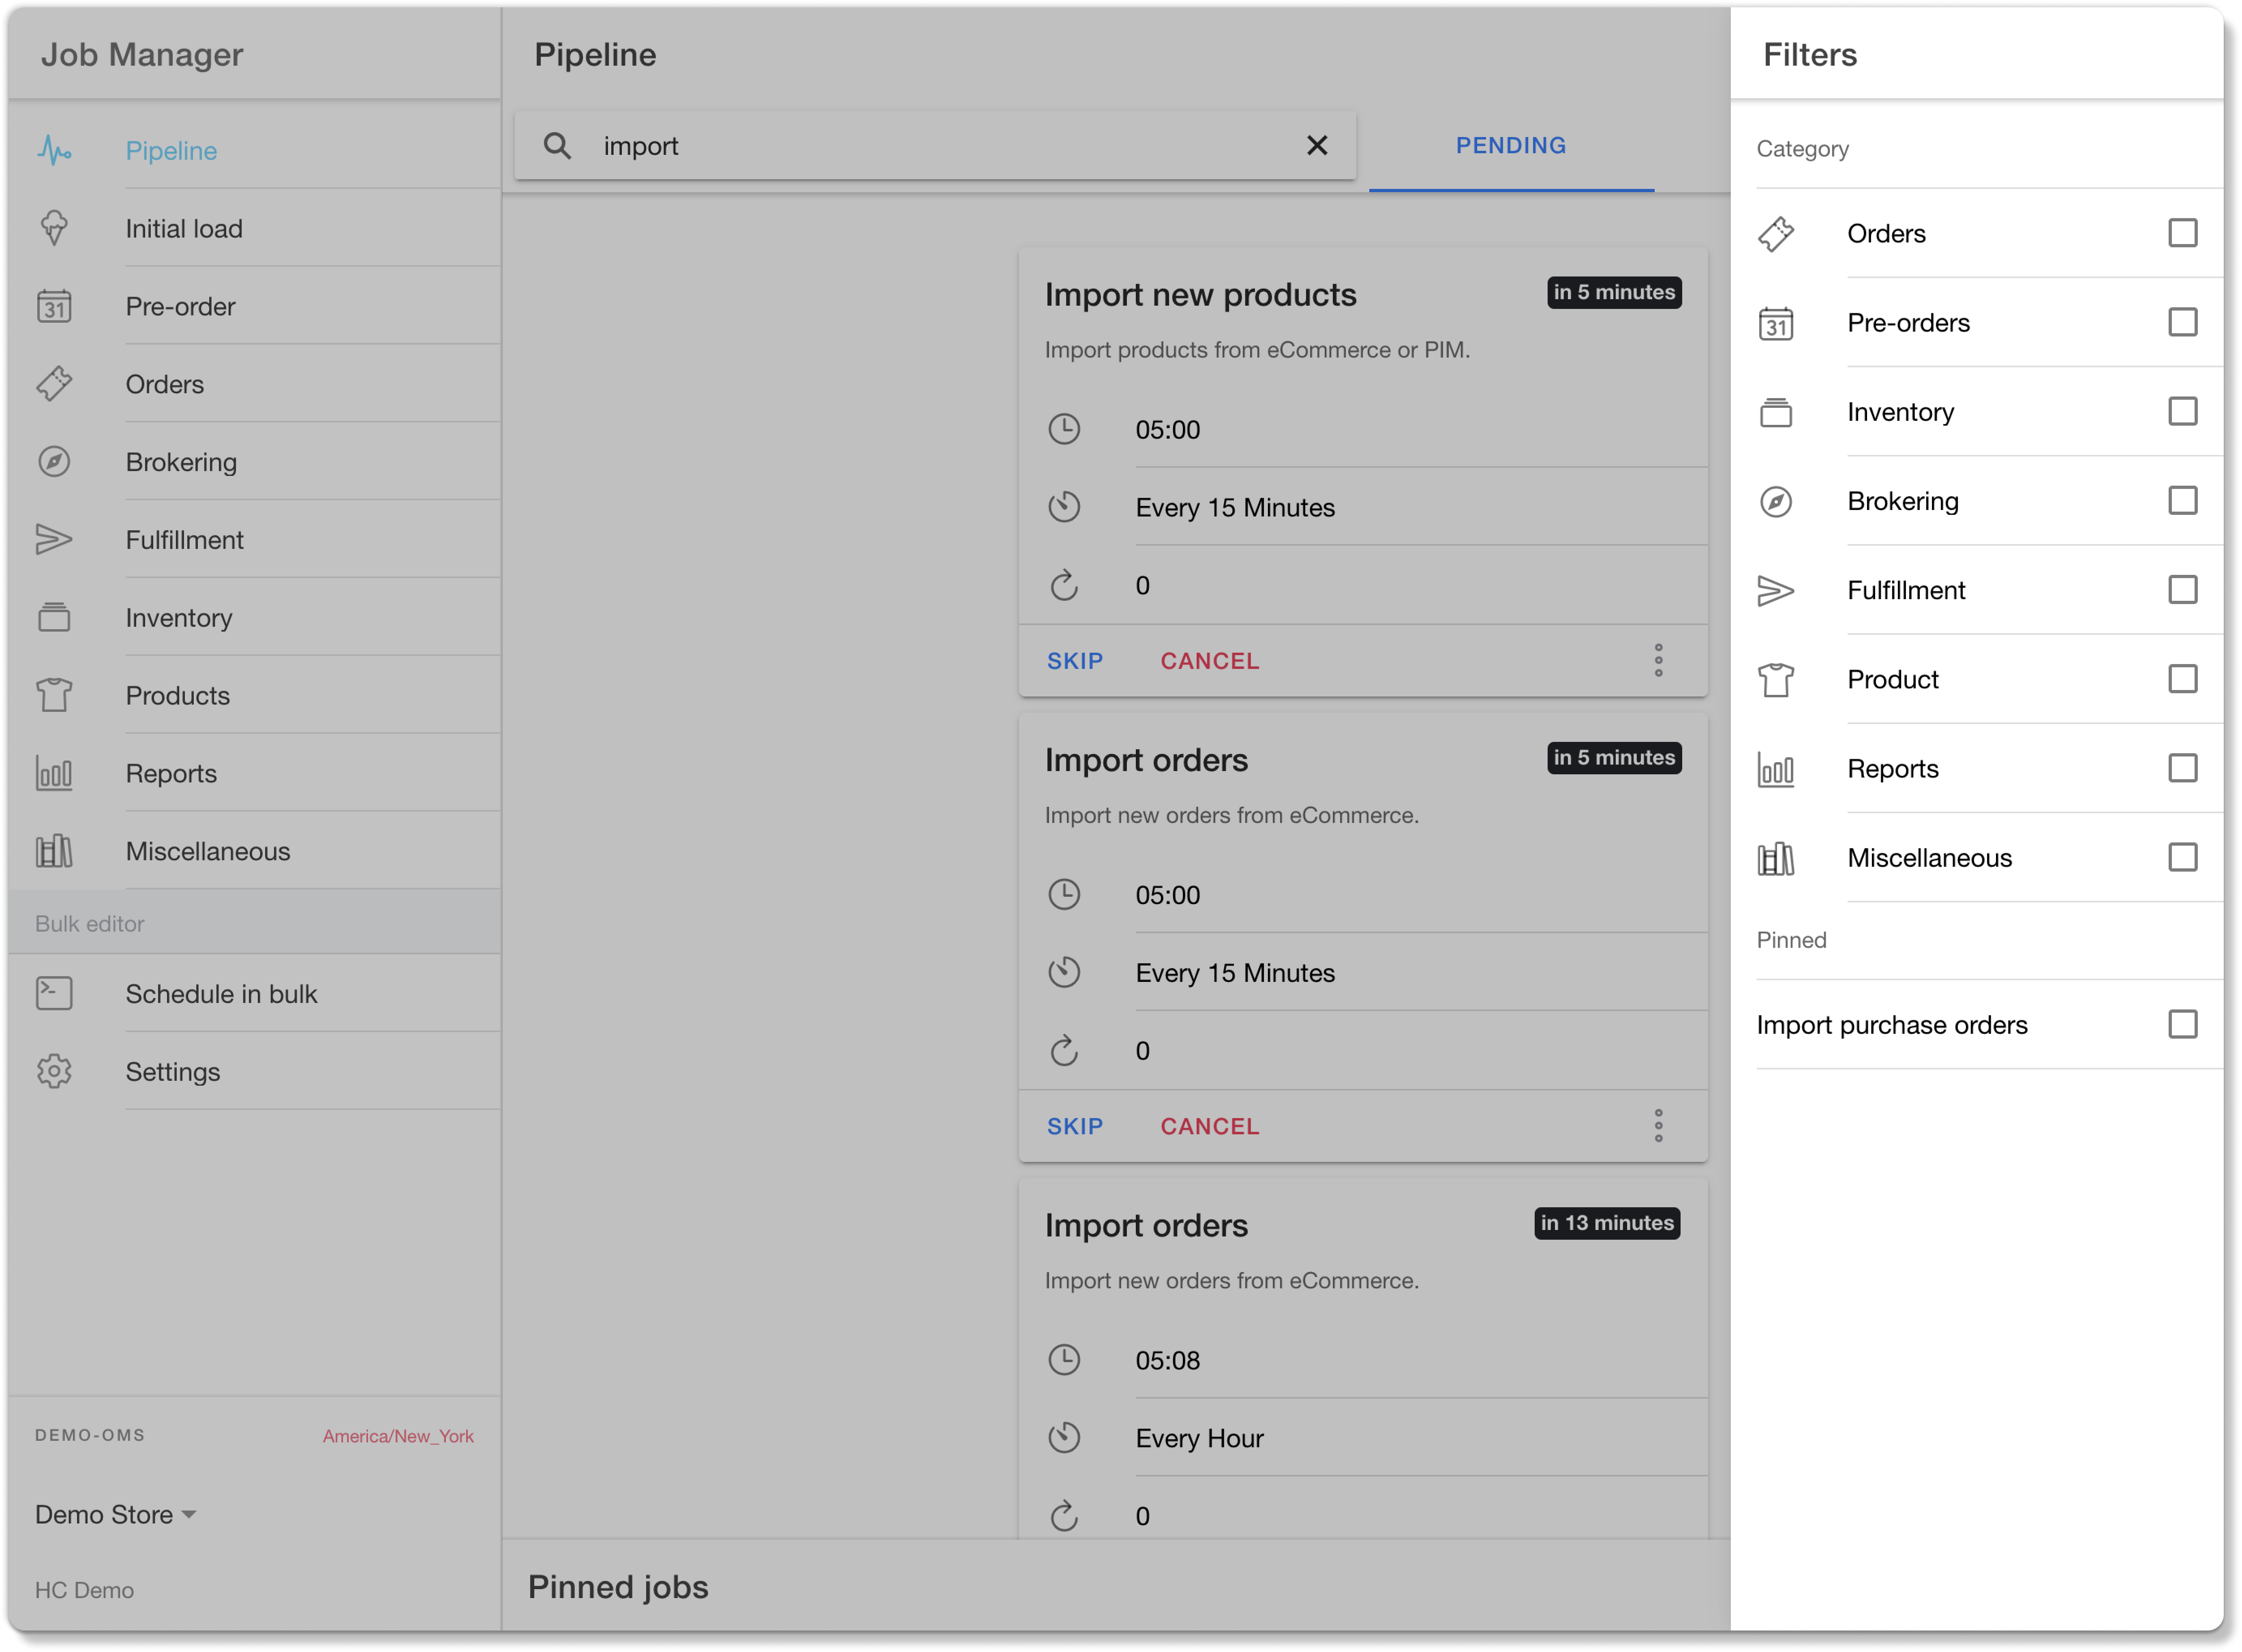 Job Manager
Pipeline
Initial load
31
Pre-order
Orders
Brokering
Fulfillment
Inventory
Products
Reports
Miscellaneous
Bulk editor
Schedule in bulk
Settings
DEMO-OMS
America/New_York
Demo Store
HC Demo
Pipeline
import
PENDING
Import new products
in 5 minutes
Import products from eCommerce or PIM.
05:00
Every 15 Minutes
0
SKIP
CANCEL
Import orders
in 5 minutes
Import new orders from eCommerce.
05:00
Every 15 Minutes
0
SKIP
CANCEL
Import orders
in 13 minutes
Import new orders from eCommerce.
05:08
Every Hour
0
Pinned jobs
Filters
Category
Orders
31
Pre-orders
Inventory
Brokering
Fulfillment
Product
Reports
Miscellaneous
Pinned
Import purchase orders